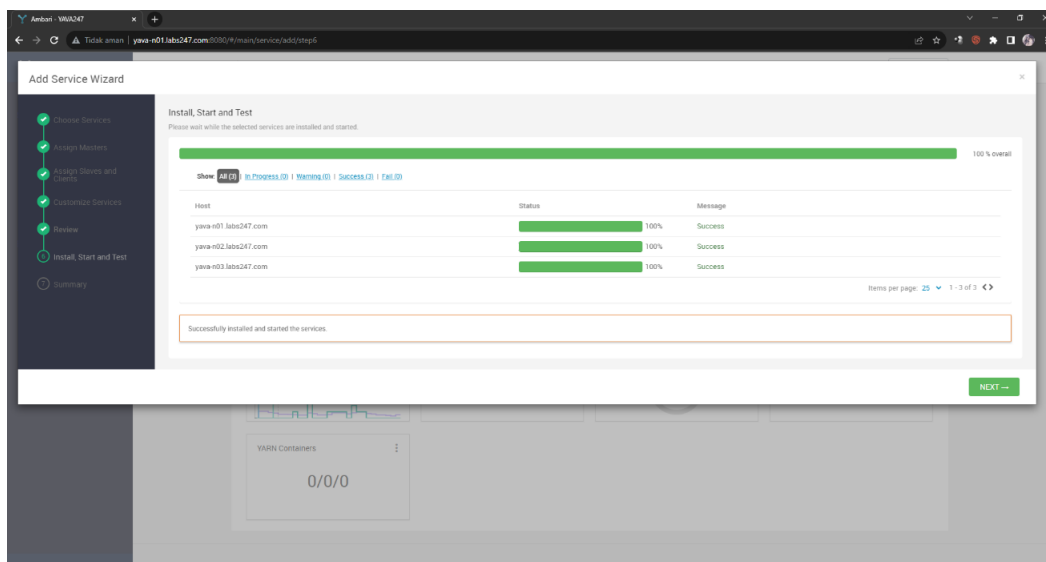 Ambari - YAVA247
Tidak aman | yava-n01.labs247.com:8080/#/main/service/add/step6
Add Service Wizard
Choose Services
Assign Masters
Assign Slaves and
Clients
Customize Services
Review
6 Install, Start and Test
7 Summary
Install, Start and Test
Please wait while the selected services are installed and started.
100 % overall
Show: All (3) | In Progress (0) | Warning (0) | Success (3) | Fail (0)
Host Status Message
yava-n01.labs247.com 100% Success
yava-n02.labs247.com 100% Success
yava-n03.labs247.com 100% Success
Items per page: 25 1 - 3 of 3
Successfully installed and started the services.
NEXT →
YARN Containers
0/0/0